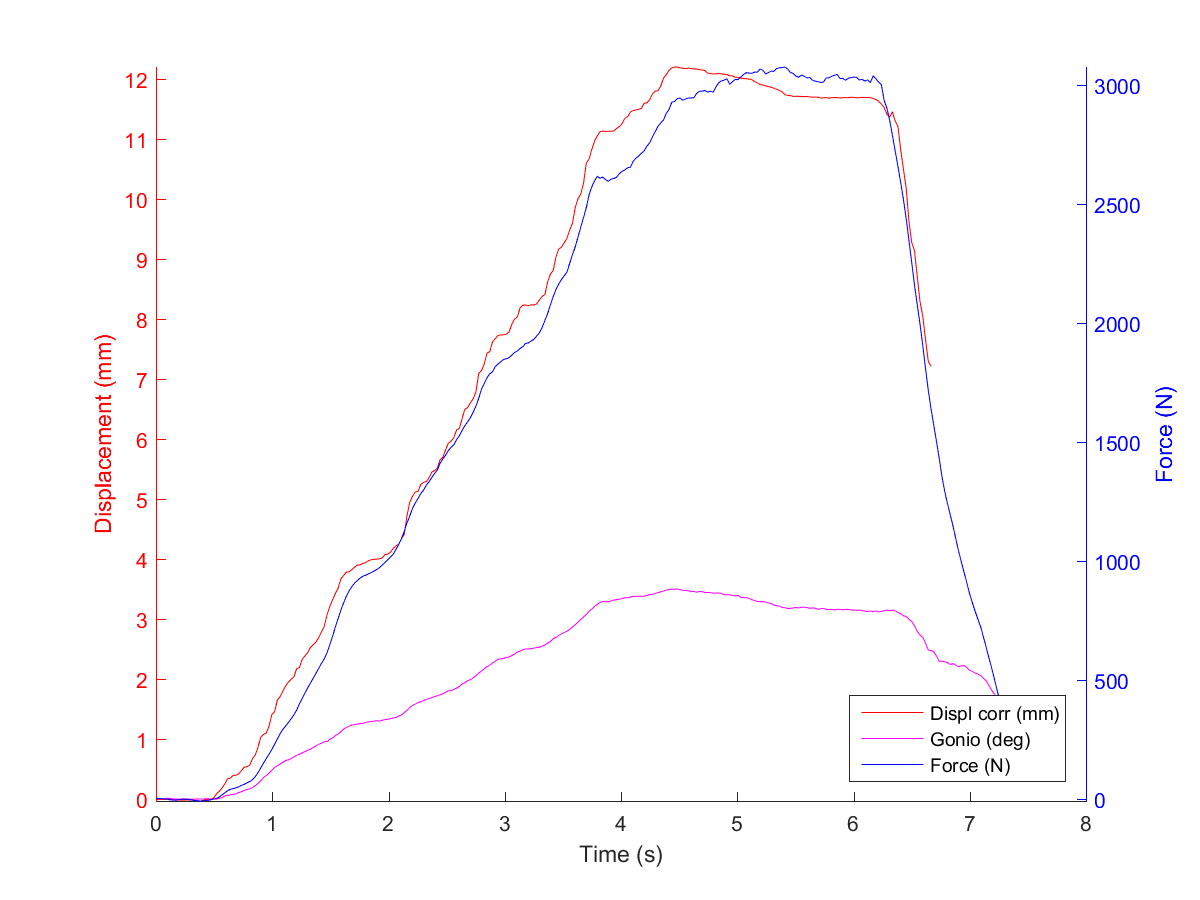 12
11
10
9
8
7
6
5
4
3
2
1
0
Displacement (mm)
3000
2500
2000
1500
1000
500
0
Force (N)
Displ corr (mm)
Gonio (deg)
Force (N)
0 1 2 3 4 5 6 7 8
Time (s)